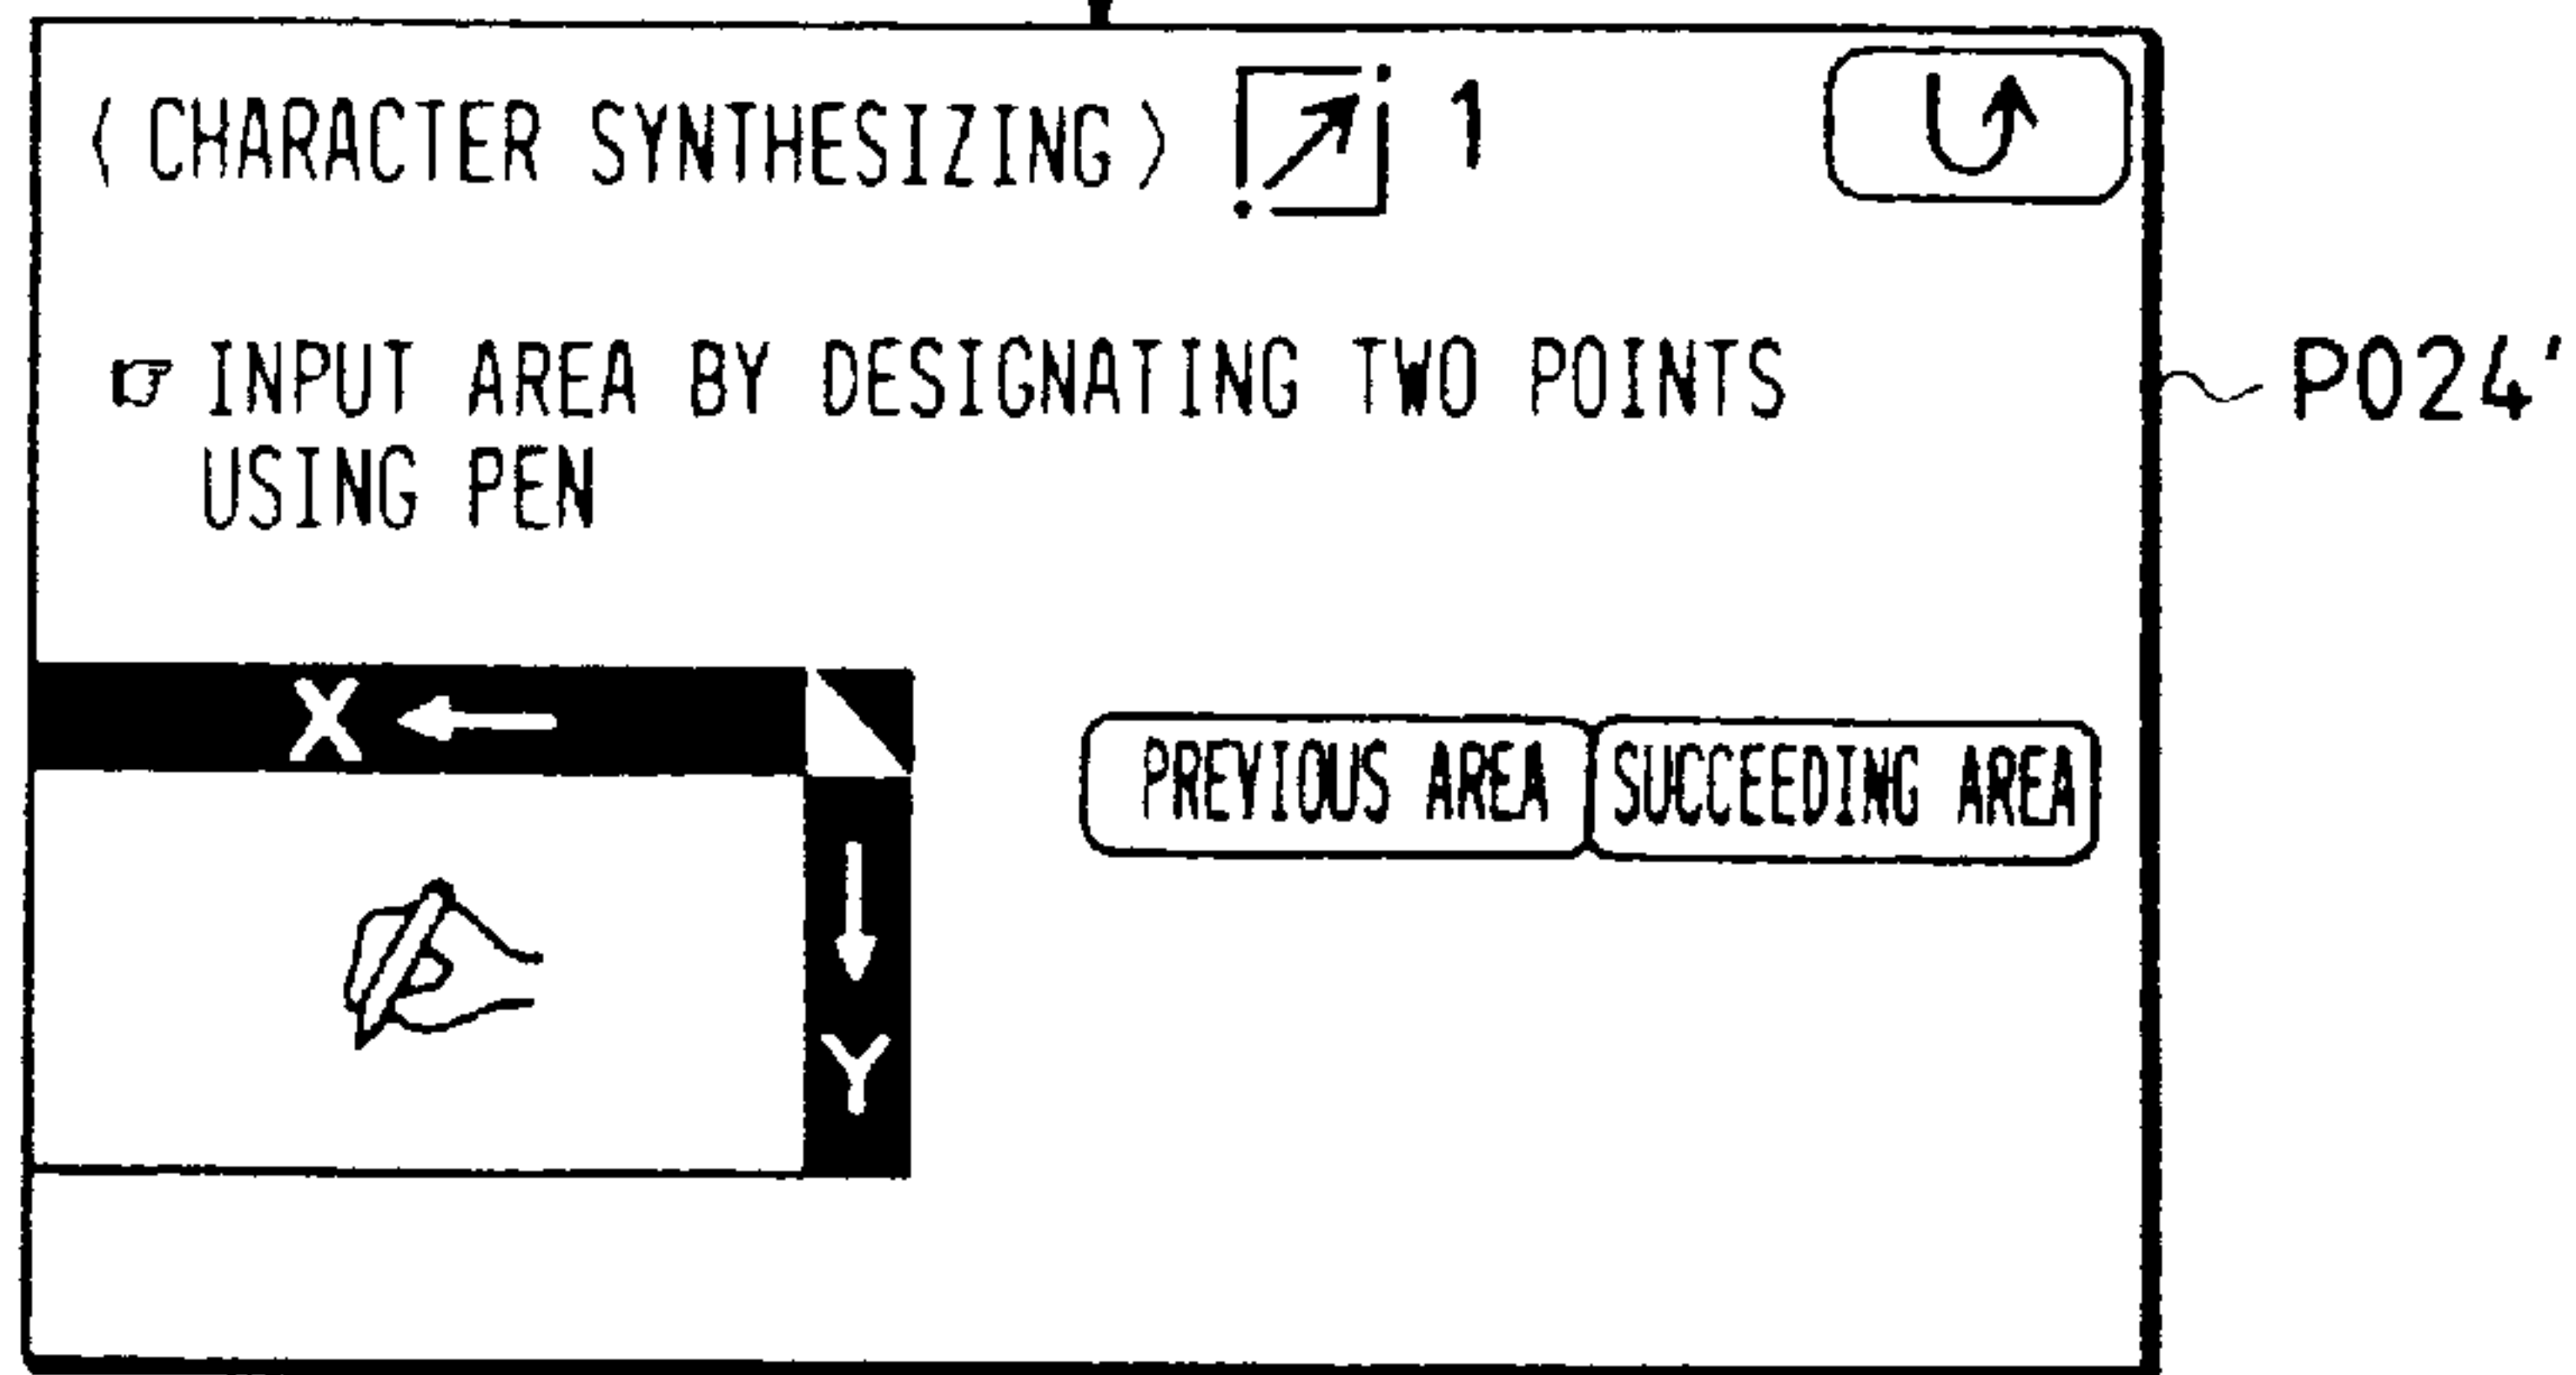 〈 CHARACTER SYNTHESIZING 〉 1
☞ INPUT AREA BY DESIGNATING TWO POINTS
USING PEN
P024'
X ←
PREVIOUS AREA SUCCEEDING AREA
↓
Y